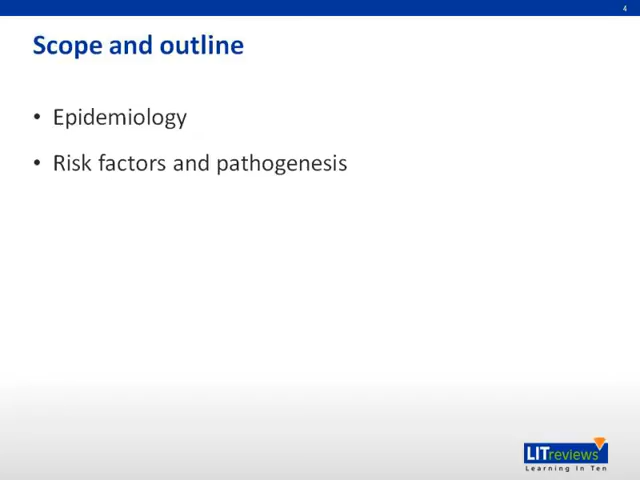 4
Scope and outline
• Epidemiology
• Risk factors and pathogenesis
LITreviews
Learning In Ten